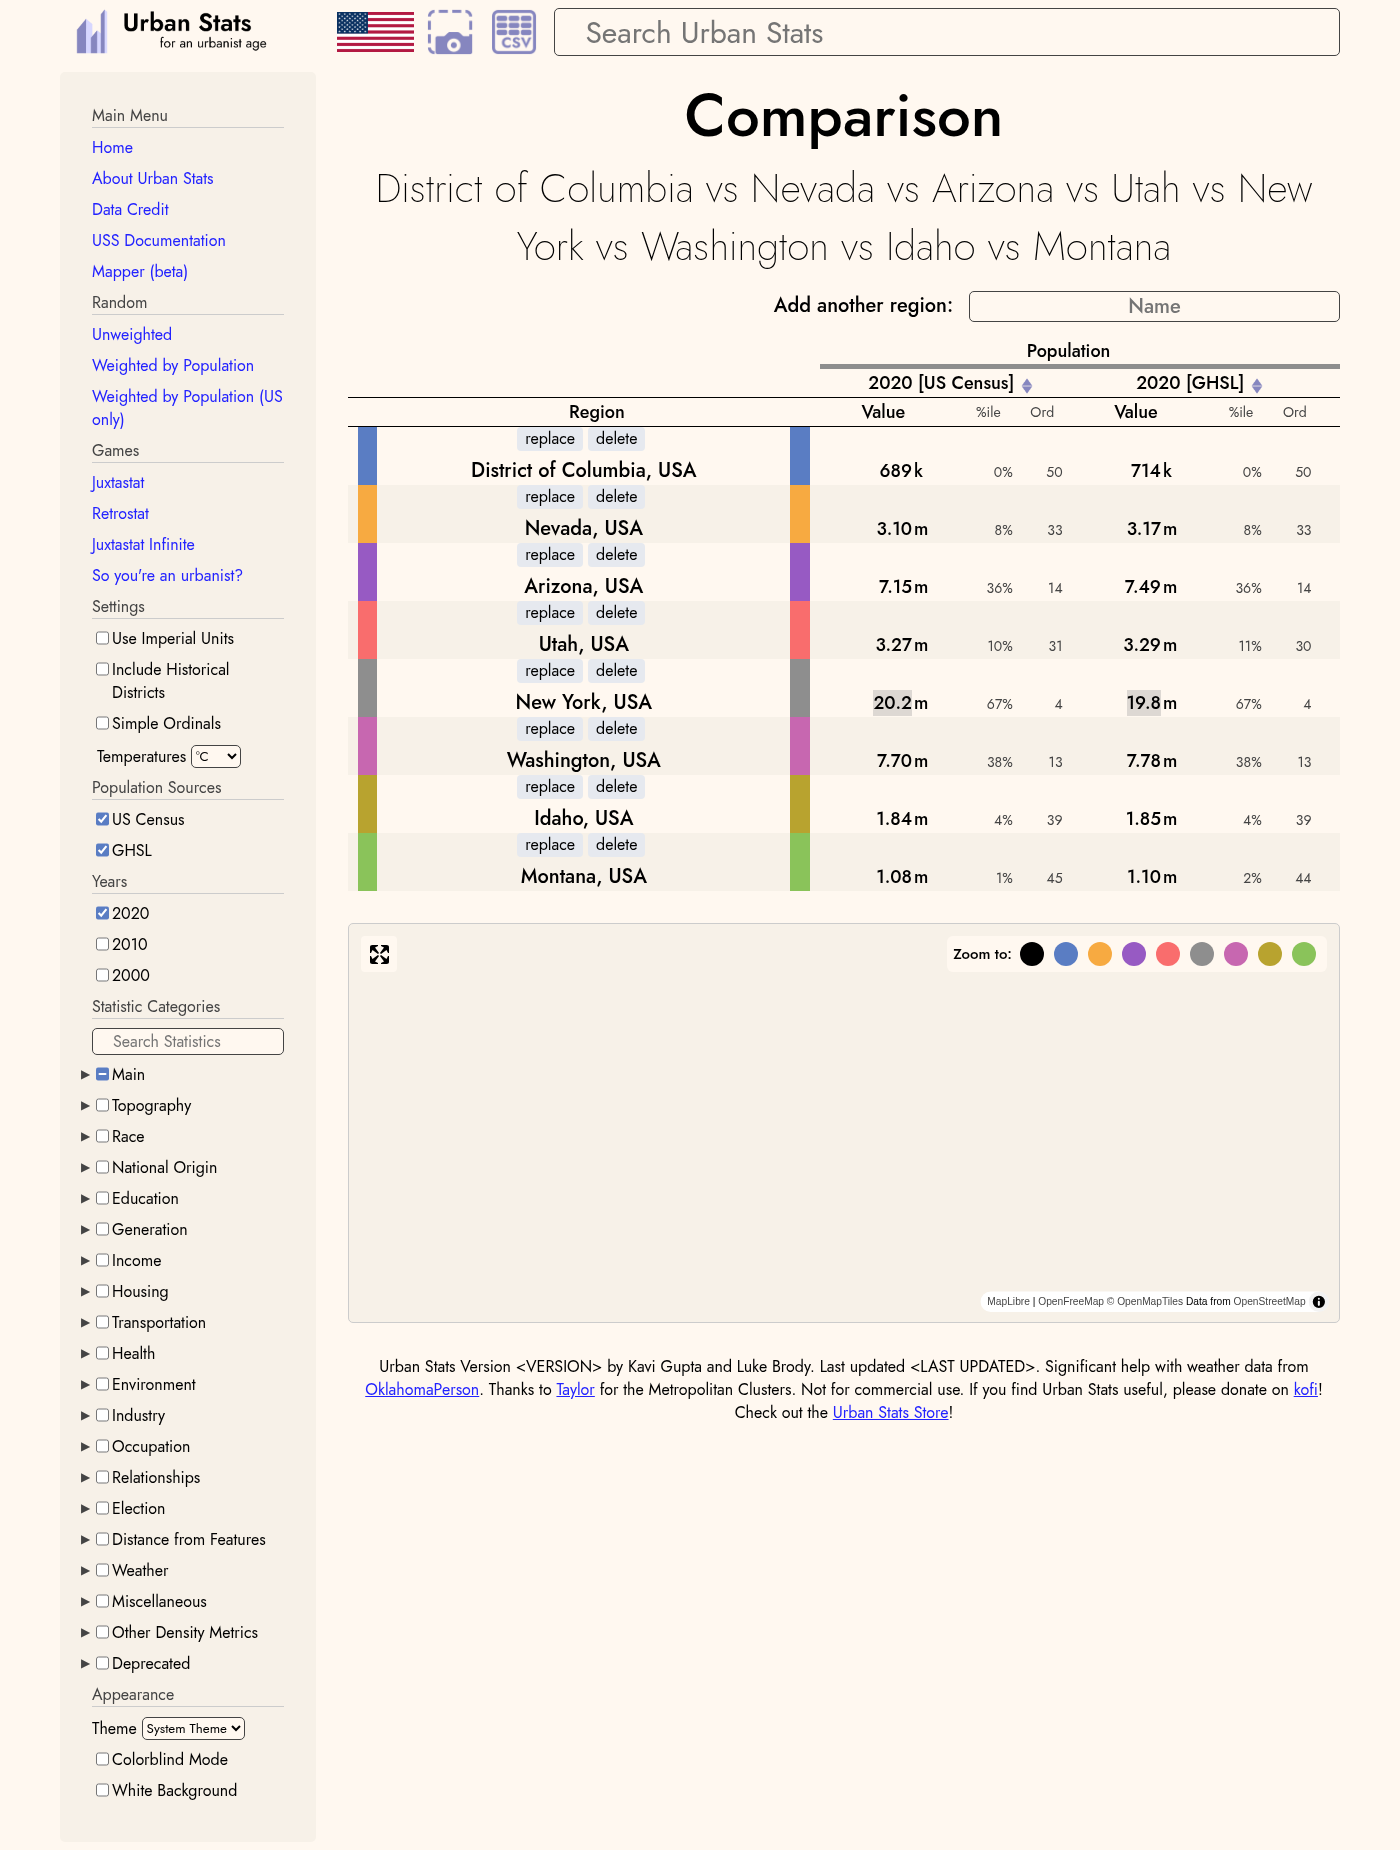 Urban Stats
for an urbanist age
CSV
Search Urban Stats
Main Menu
Home
About Urban Stats
Data Credit
USS Documentation
Mapper (beta)
Random
Unweighted
Weighted by Population
Weighted by Population (US
only)
Games
Juxtastat
Retrostat
Juxtastat Infinite
So you're an urbanist?
Settings
Use Imperial Units
Include Historical
Districts
Simple Ordinals
Temperatures °C
Population Sources
US Census
GHSL
Years
2020
2010
2000
Statistic Categories
Search Statistics
Main
Topography
Race
National Origin
Education
Generation
Income
Housing
Transportation
Health
Environment
Industry
Occupation
Relationships
Election
Distance from Features
Weather
Miscellaneous
Other Density Metrics
Deprecated
Appearance
Theme System Theme
Colorblind Mode
White Background
Comparison
District of Columbia vs Nevada vs Arizona vs Utah vs New
York vs Washington vs Idaho vs Montana
Add another region: Name
Population
2020 [US Census] 2020 [GHSL]
Region Value %ile Ord Value %ile Ord
replace delete
District of Columbia, USA 689k 0% 50 714k 0% 50
replace delete
Nevada, USA 3.10m 8% 33 3.17m 8% 33
replace delete
Arizona, USA 7.15m 36% 14 7.49m 36% 14
replace delete
Utah, USA 3.27m 10% 31 3.29m 11% 30
replace delete
New York, USA 20.2m 67% 4 19.8m 67% 4
replace delete
Washington, USA 7.70m 38% 13 7.78m 38% 13
replace delete
Idaho, USA 1.84m 4% 39 1.85m 4% 39
replace delete
Montana, USA 1.08m 1% 45 1.10m 2% 44
Zoom to:
MapLibre | OpenFreeMap © OpenMapTiles Data from OpenStreetMap
Urban Stats Version <VERSION> by Kavi Gupta and Luke Brody. Last updated <LAST UPDATED>. Significant help with weather data from
OklahomaPerson. Thanks to Taylor for the Metropolitan Clusters. Not for commercial use. If you find Urban Stats useful, please donate on kofi!
Check out the Urban Stats Store!